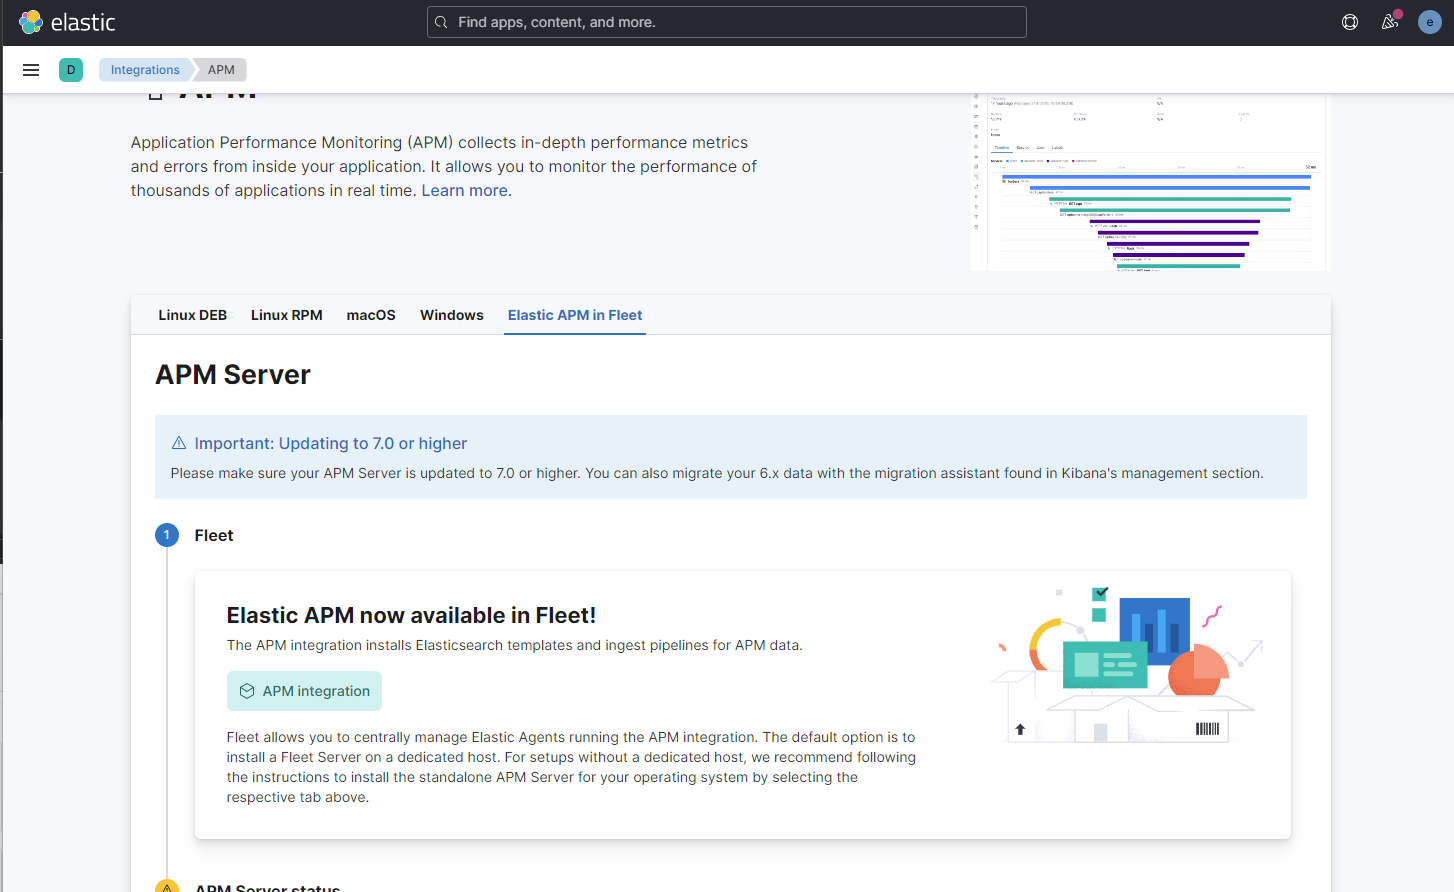 elastic
Find apps, content, and more.
e
D
Integrations
APM
APM
Application Performance Monitoring (APM) collects in-depth performance metrics
and errors from inside your application. It allows you to monitor the performance of
thousands of applications in real time. Learn more.
Timeline
Linux DEB
Linux RPM
macOS
Windows
Elastic APM in Fleet
APM Server
Important: Updating to 7.0 or higher
Please make sure your APM Server is updated to 7.0 or higher. You can also migrate your 6.x data with the migration assistant found in Kibana's management section.
1
Fleet
Elastic APM now available in Fleet!
The APM integration installs Elasticsearch templates and ingest pipelines for APM data.
APM integration
Fleet allows you to centrally manage Elastic Agents running the APM integration. The default option is to
install a Fleet Server on a dedicated host. For setups without a dedicated host, we recommend following
the instructions to install the standalone APM Server for your operating system by selecting the
respective tab above.
APM Server status